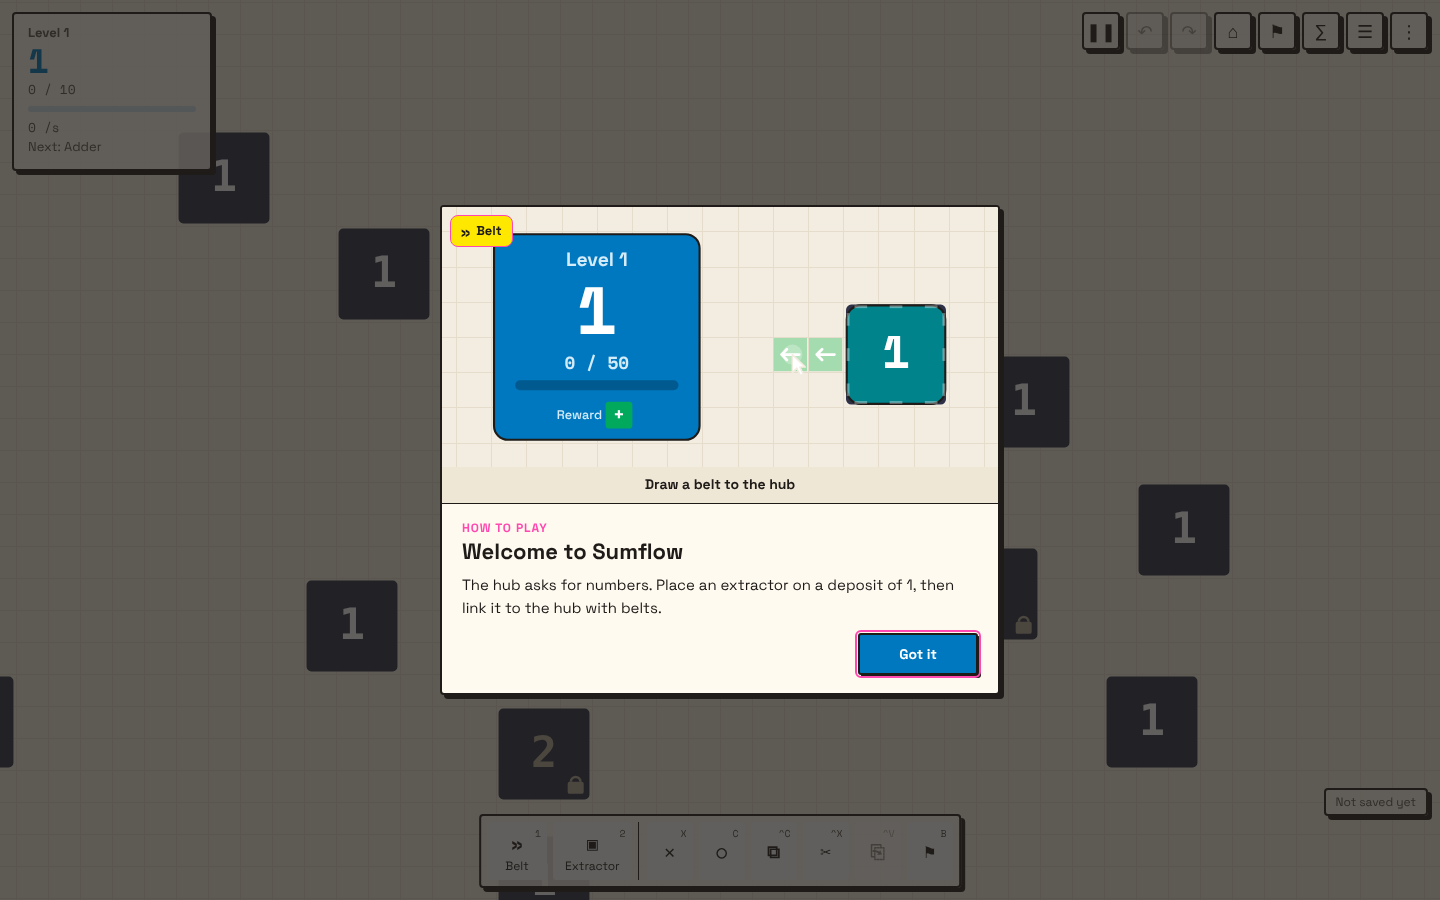 Level 1
1
0 / 10
0 /s
Next: Adder
1
1
» Belt
Level 1
1
0 / 50
Reward +
1
Draw a belt to the hub
HOW TO PLAY
Welcome to Sumflow
The hub asks for numbers. Place an extractor on a deposit of 1, then
link it to the hub with belts.
Got it
1
1
1
1
2
Not saved yet
1 2 X C ^C ^X ^V B
Belt Extractor